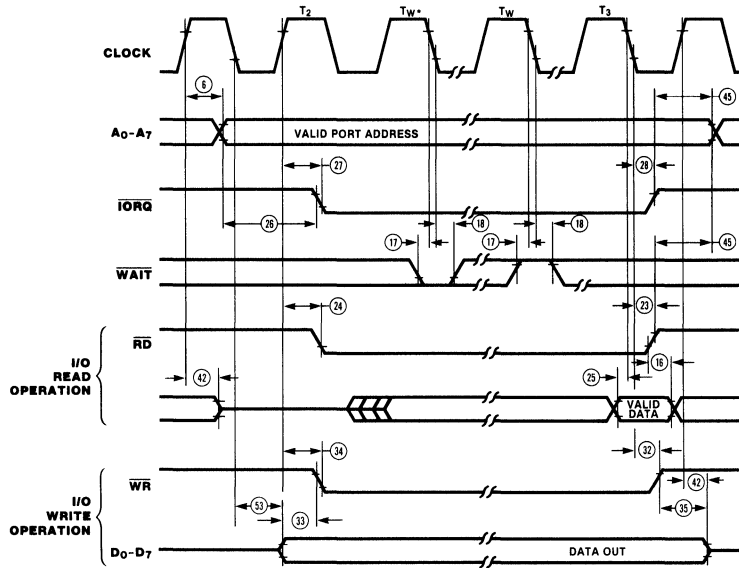 T2 TW* TW T3
CLOCK
6 45
A0-A7 VALID PORT ADDRESS
27 28
IORQ
26 18 18
17 17 45
WAIT
24 23
RD
I/O READ OPERATION
16
42 25
VALID DATA
34 32
WR
42
I/O WRITE OPERATION
53 33 35
D0-D7 DATA OUT